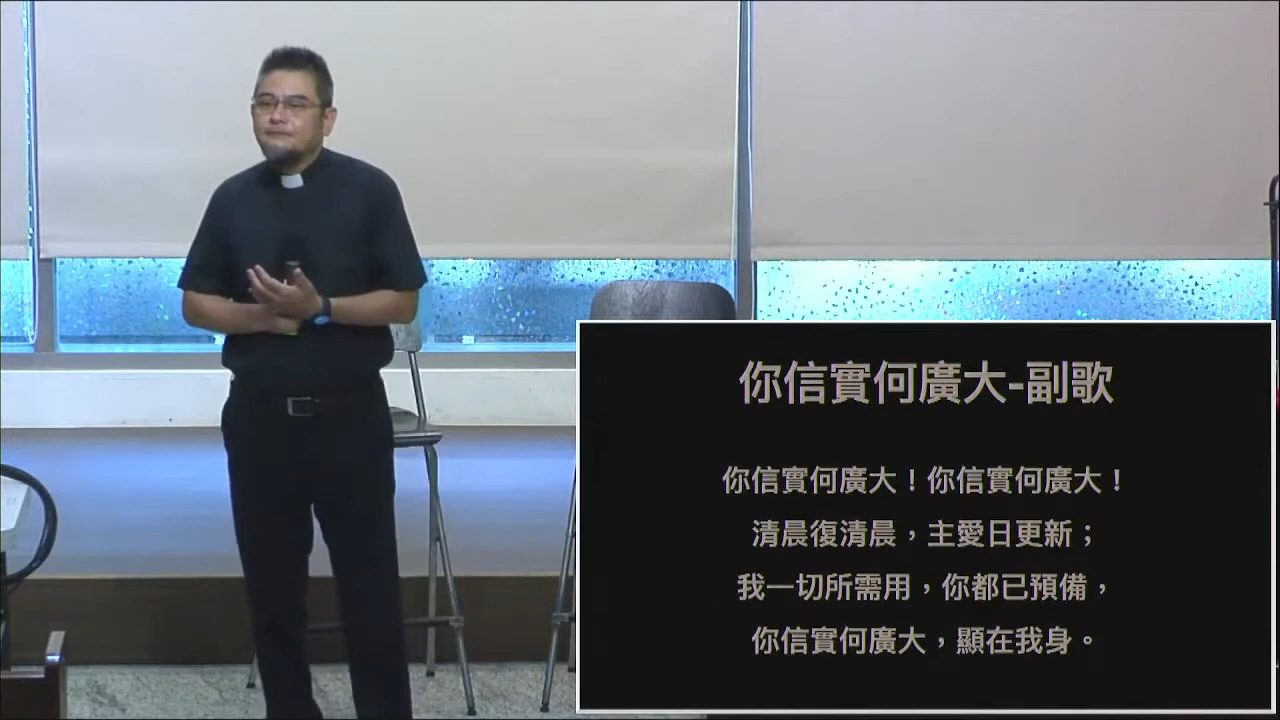 你信實何廣大-副歌
你信實何廣大！你信實何廣大！
清晨復清晨，主愛日更新；
我一切所需用，你都已預備，
你信實何廣大，顯在我身。